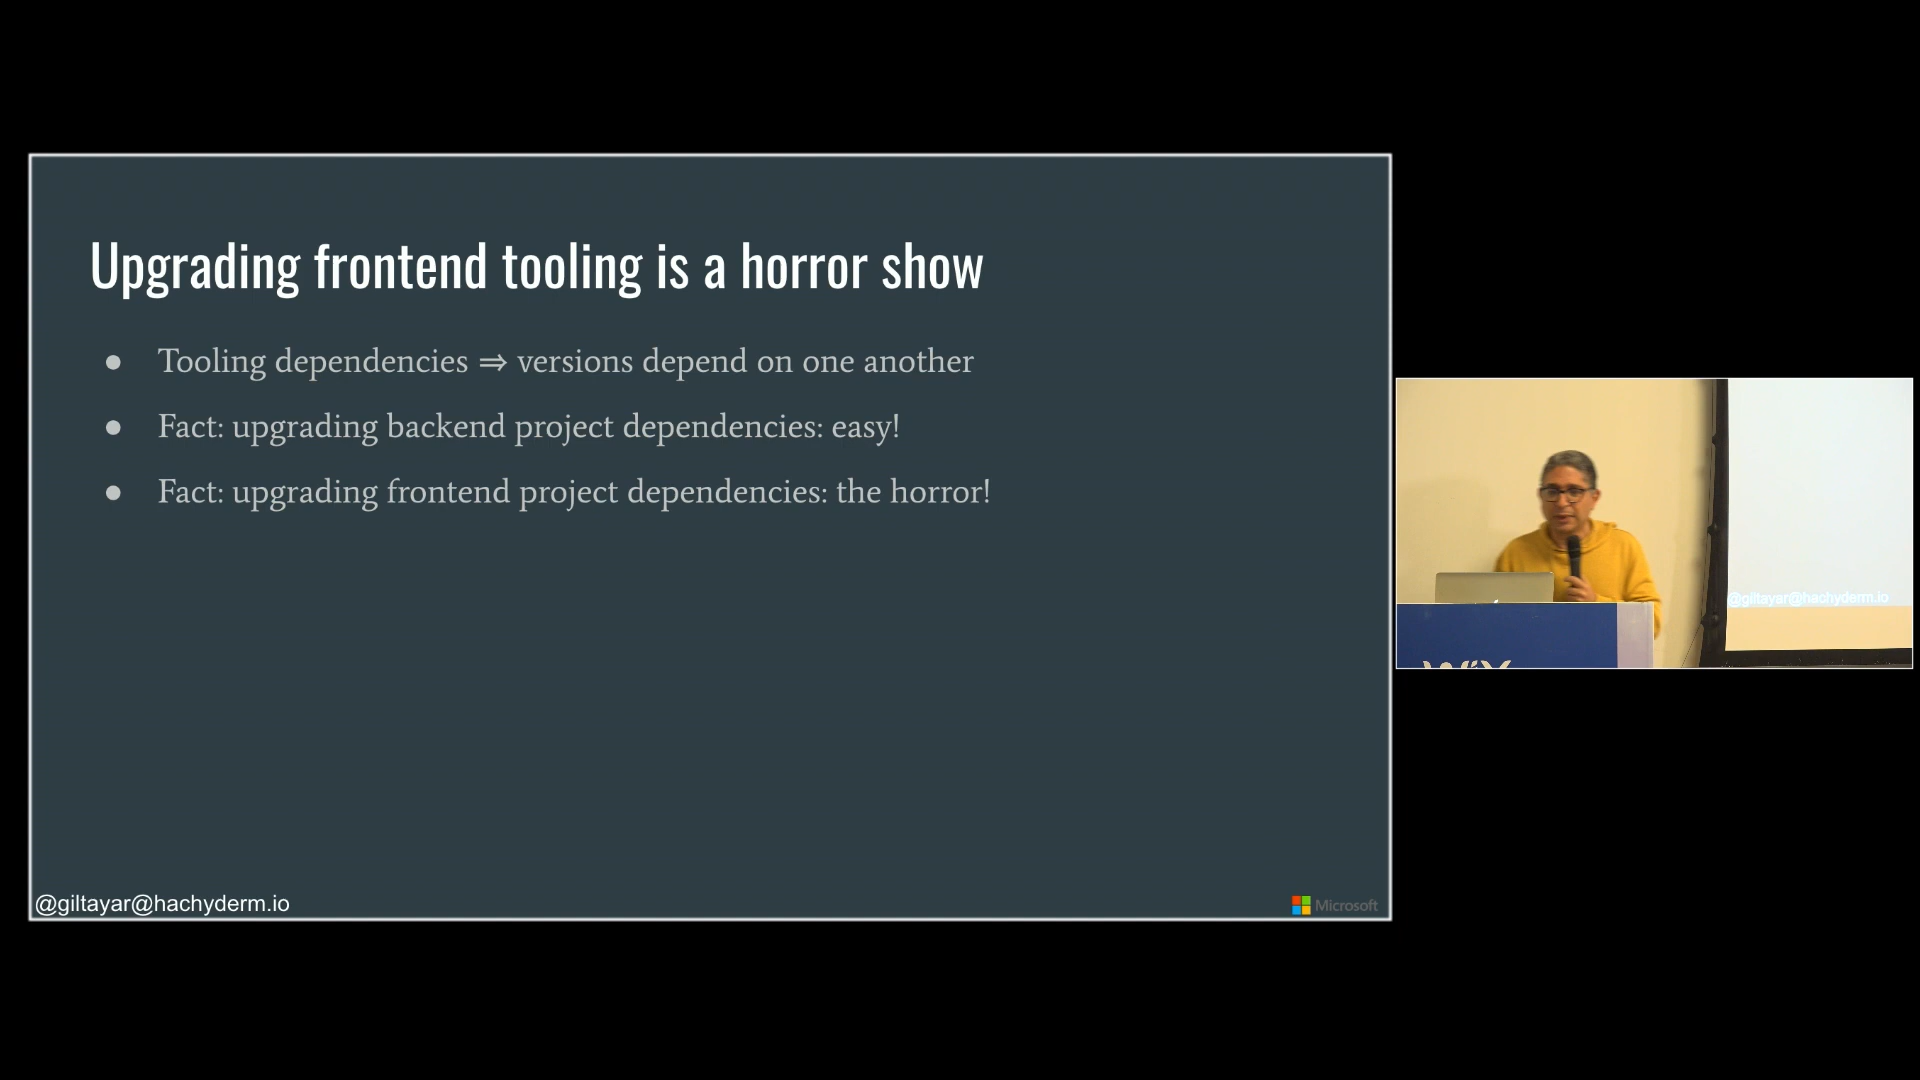 Upgrading frontend tooling is a horror show
● Tooling dependencies ⇒ versions depend on one another
● Fact: upgrading backend project dependencies: easy!
● Fact: upgrading frontend project dependencies: the horror!
@giltayar@hachyderm.io
Microsoft
@giltayar@hachyderm.io
WiX